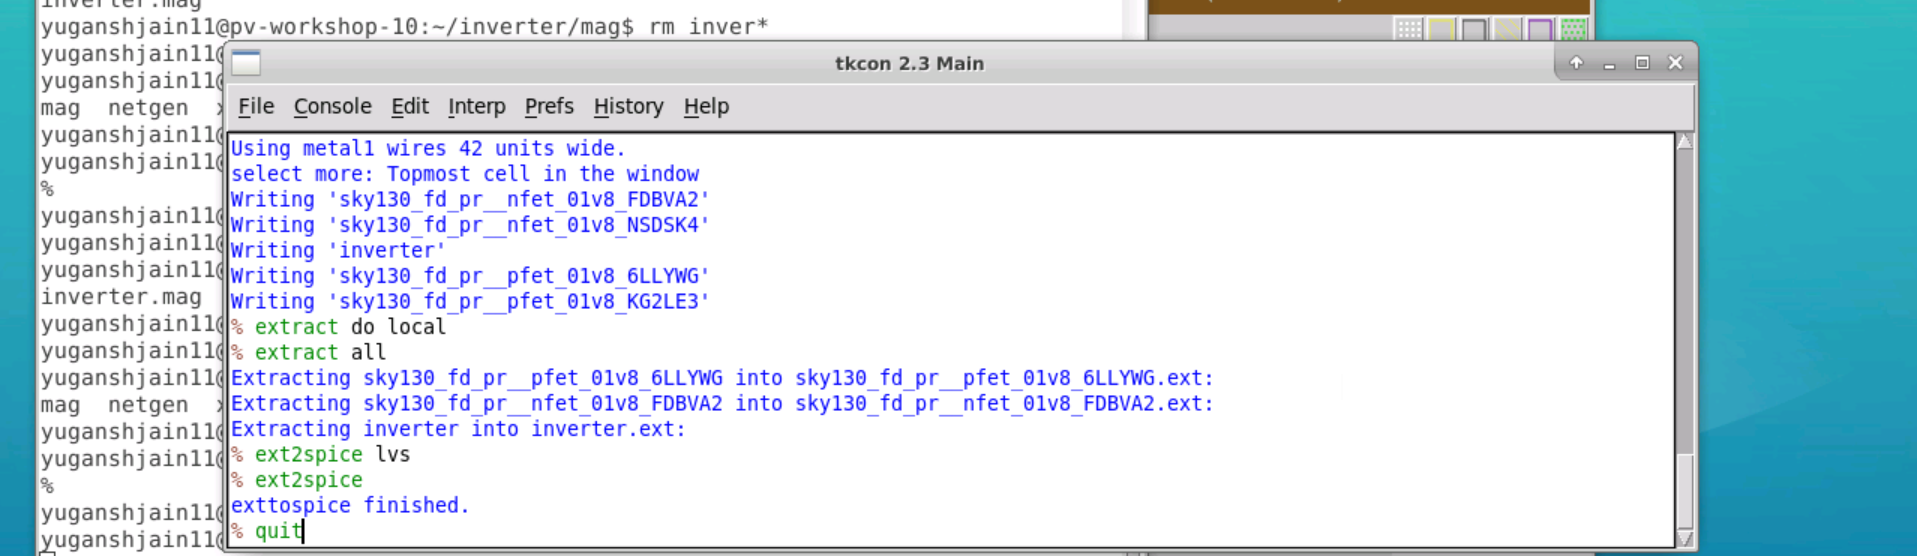 inverter.mag
yuganshjain11@pv-workshop-10:~/inverter/mag$ rm inver*
yuganshjain11@
yuganshjain11@
mag netgen
yuganshjain11@
yuganshjain11@
%
yuganshjain11@
yuganshjain11@
yuganshjain11@
inverter.mag
yuganshjain11@
yuganshjain11@
yuganshjain11@
mag netgen
yuganshjain11@
yuganshjain11@
%
yuganshjain11@
yuganshjain11@
tkcon 2.3 Main
File Console Edit Interp Prefs History Help
Using metal1 wires 42 units wide.
select more: Topmost cell in the window
Writing 'sky130_fd_pr__nfet_01v8_FDBVA2'
Writing 'sky130_fd_pr__nfet_01v8_NSDSK4'
Writing 'inverter'
Writing 'sky130_fd_pr__pfet_01v8_6LLYWG'
Writing 'sky130_fd_pr__pfet_01v8_KG2LE3'
% extract do local
% extract all
Extracting sky130_fd_pr__pfet_01v8_6LLYWG into sky130_fd_pr__pfet_01v8_6LLYWG.ext:
Extracting sky130_fd_pr__nfet_01v8_FDBVA2 into sky130_fd_pr__nfet_01v8_FDBVA2.ext:
Extracting inverter into inverter.ext:
% ext2spice lvs
% ext2spice
exttospice finished.
% quit